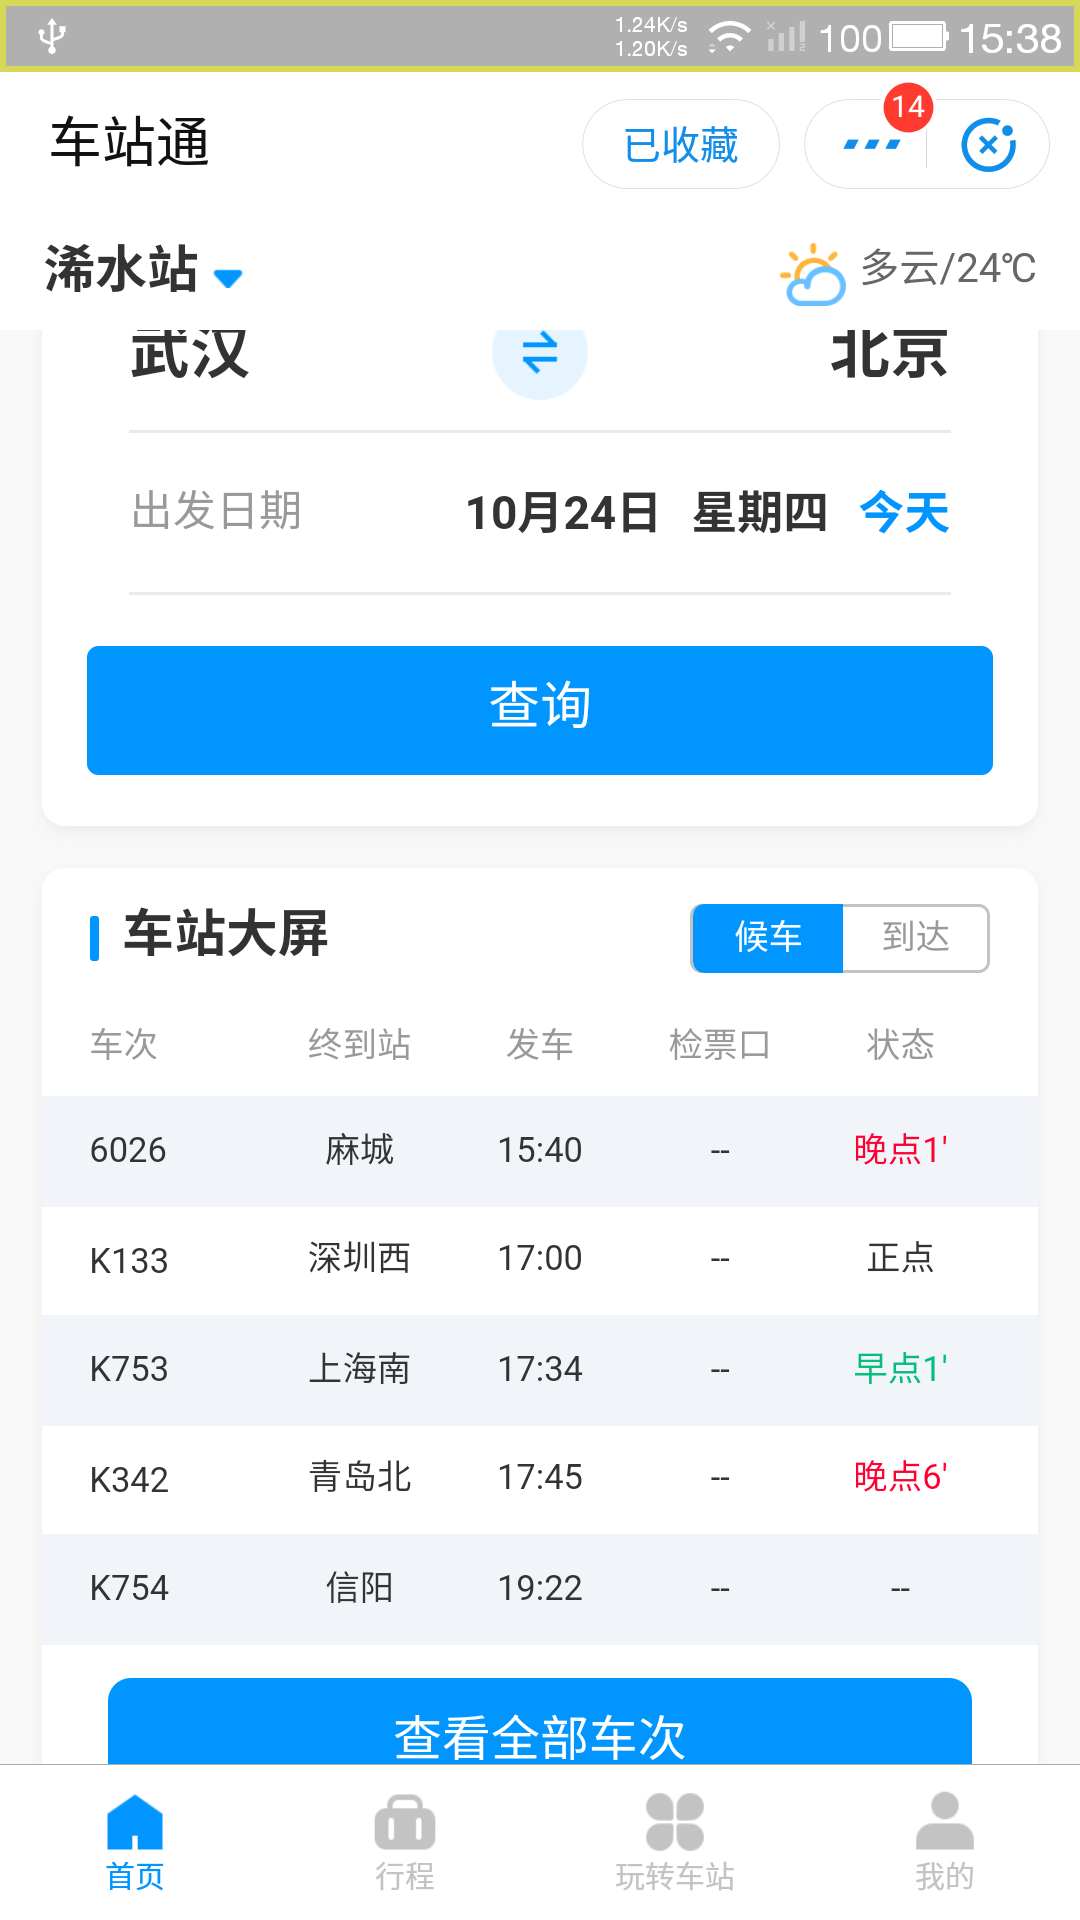 1.24K/s
1.20K/s
100
15:38
车站通
已收藏
14
浠水站
多云/24℃
武汉
北京
出发日期 10月24日 星期四 今天
查询
车站大屏
候车 到达
车次 终到站 发车 检票口 状态
6026 麻城 15:40 -- 晚点1'
K133 深圳西 17:00 -- 正点
K753 上海南 17:34 -- 早点1'
K342 青岛北 17:45 -- 晚点6'
K754 信阳 19:22 -- --
查看全部车次
首页 行程 玩转车站 我的